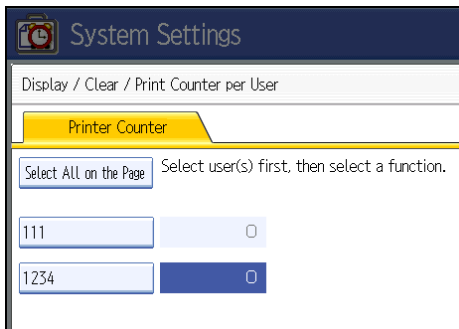 System Settings
Display / Clear / Print Counter per User
Printer Counter
Select All on the Page Select user(s) first, then select a function.
111 0
1234 0